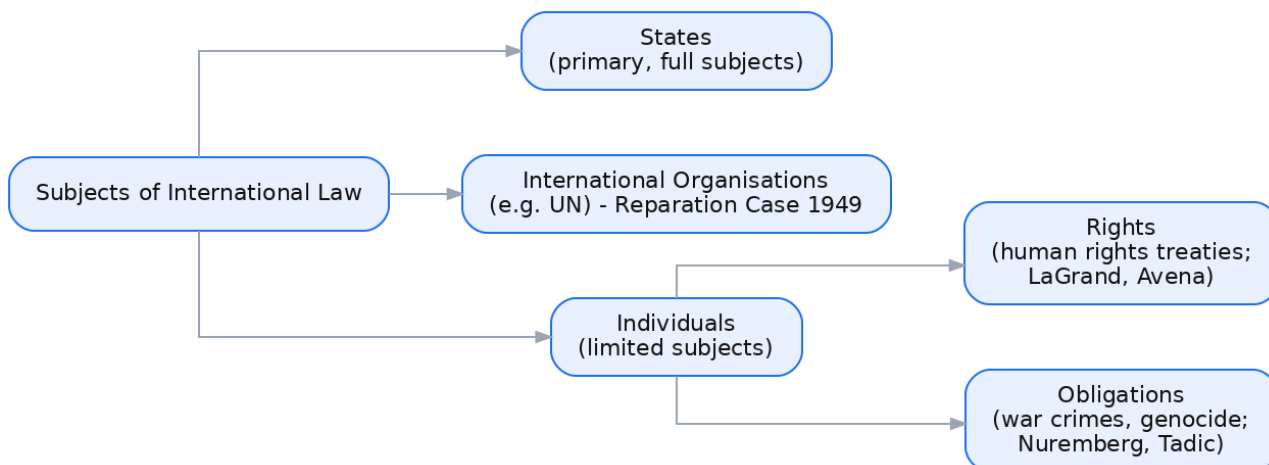 States
(primary, full subjects)
Subjects of International Law
International Organisations
(e.g. UN) - Reparation Case 1949
Individuals
(limited subjects)
Rights
(human rights treaties;
LaGrand, Avena)
Obligations
(war crimes, genocide;
Nuremberg, Tadic)